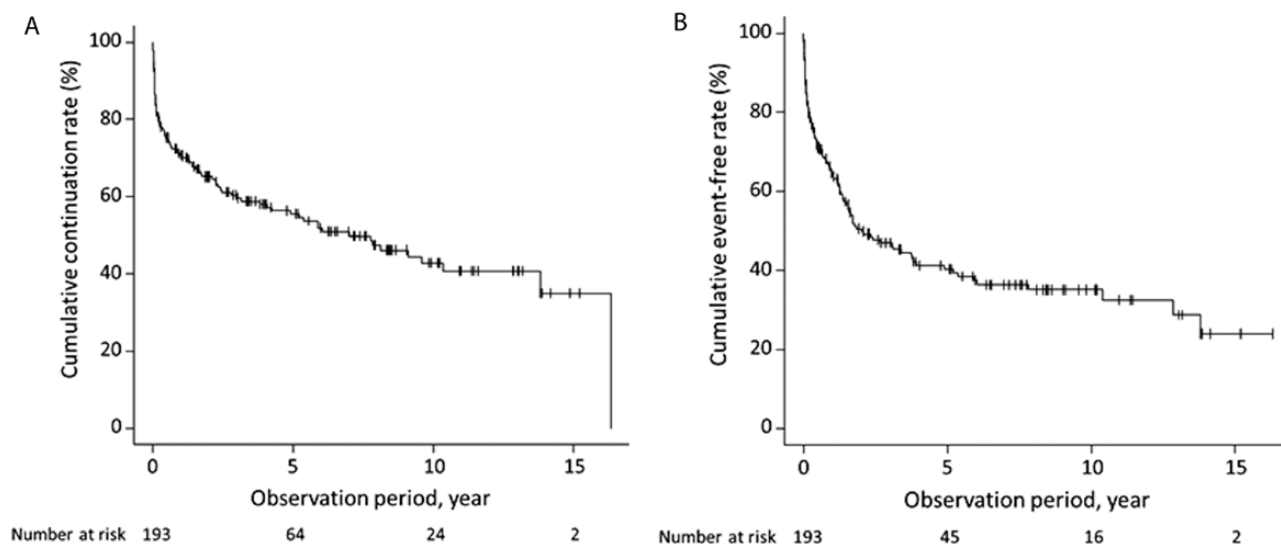 A
Cumulative continuation rate (%)
100
80
60
40
20
0
0 5 10 15
Observation period, year
Number at risk 193 64 24 2
B
Cumulative event-free rate (%)
100
80
60
40
20
0
0 5 10 15
Observation period, year
Number at risk 193 45 16 2